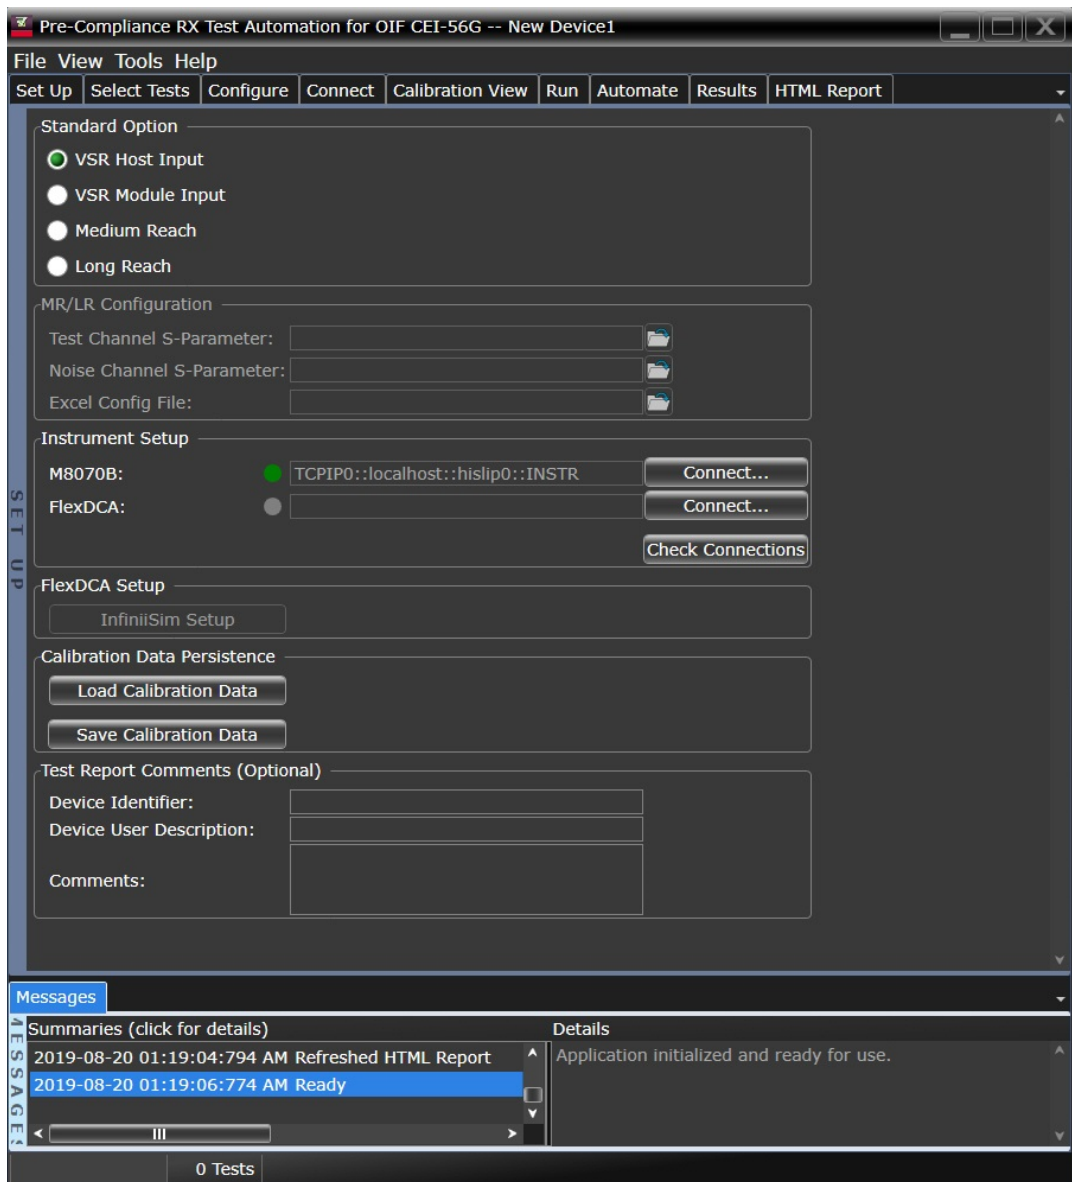 Pre-Compliance RX Test Automation for OIF CEI-56G -- New Device1
File View Tools Help
Set Up Select Tests Configure Connect Calibration View Run Automate Results HTML Report
SET UP
Standard Option
VSR Host Input
VSR Module Input
Medium Reach
Long Reach
MR/LR Configuration
Test Channel S-Parameter:
Noise Channel S-Parameter:
Excel Config File:
Instrument Setup
M8070B: TCPIP0::localhost::hislip0::INSTR Connect...
FlexDCA: Connect...
Check Connections
FlexDCA Setup
InfiniiSim Setup
Calibration Data Persistence
Load Calibration Data
Save Calibration Data
Test Report Comments (Optional)
Device Identifier:
Device User Description:
Comments:
Messages
MESSAGES
Summaries (click for details) Details
2019-08-20 01:19:04:794 AM Refreshed HTML Report Application initialized and ready for use.
2019-08-20 01:19:06:774 AM Ready
0 Tests